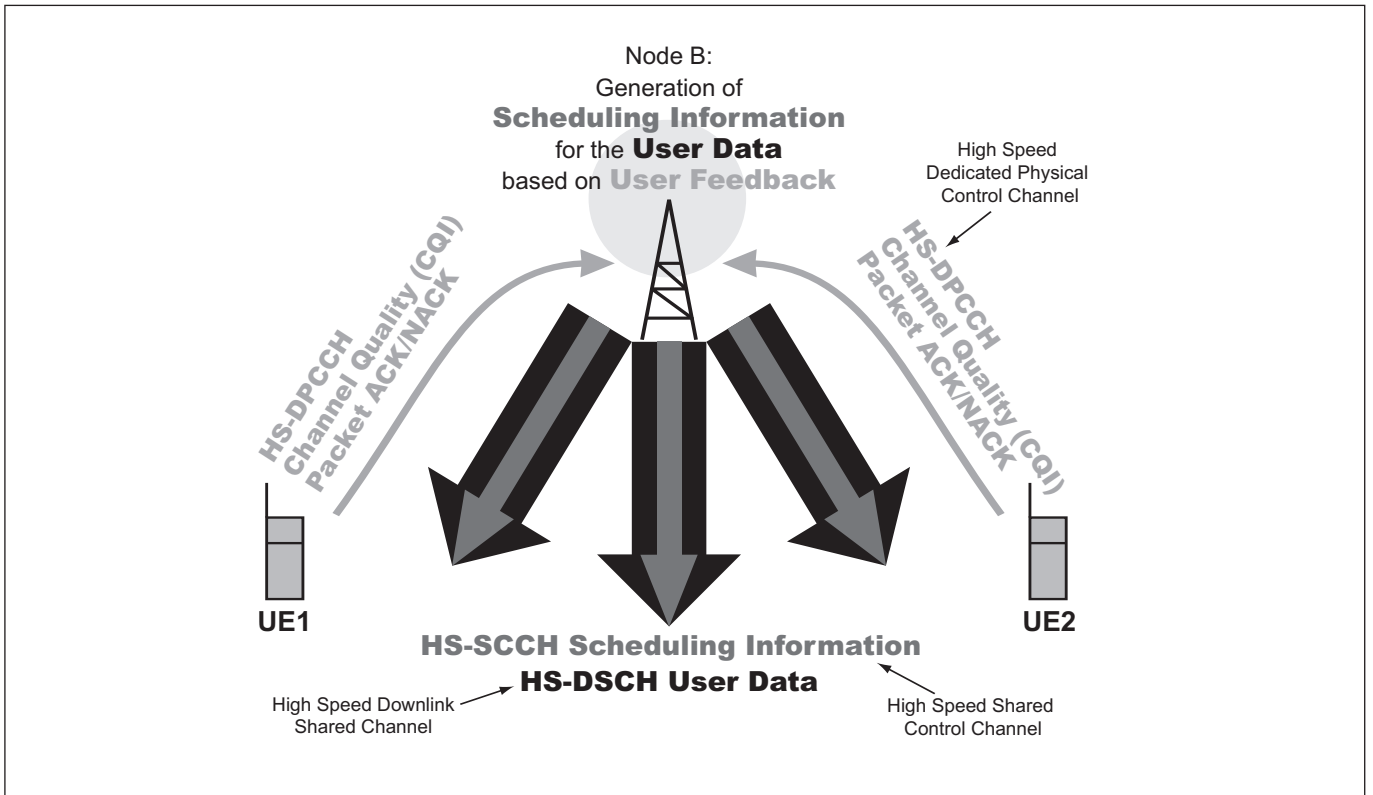 Node B:
Generation of
Scheduling Information
for the User Data
based on User Feedback
High Speed
Dedicated Physical
Control Channel
HS-DPCCH
Channel Quality (CQI)
Packet ACK/NACK
HS-DPCCH
Channel Quality (CQI)
Packet ACK/NACK
UE1
UE2
HS-SCCH Scheduling Information
HS-DSCH User Data
High Speed Downlink
Shared Channel
High Speed Shared
Control Channel